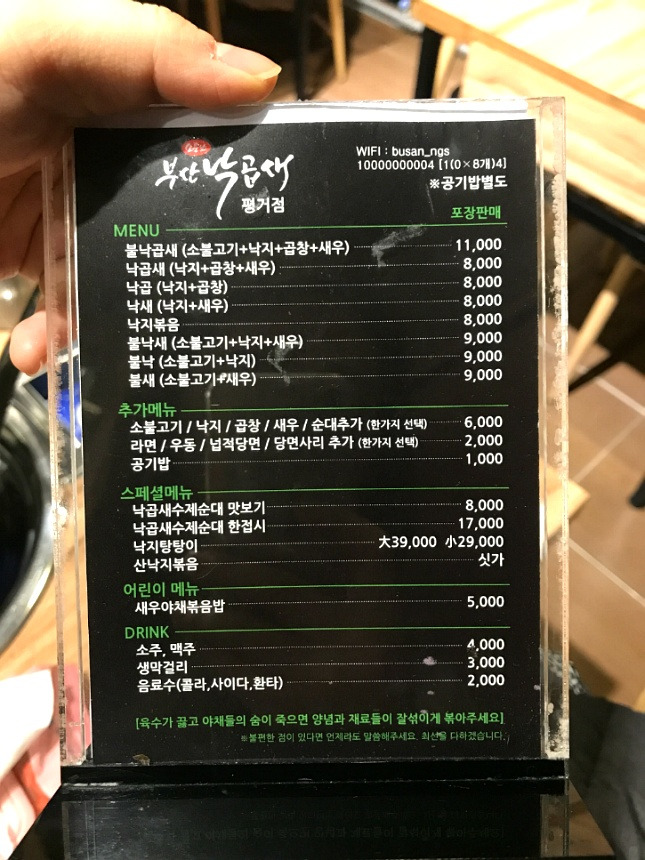 부산낙곱새
평거점
WIFI : busan_ngs
10000000004 [1(0×8개)4]
※공기밥별도
포장판매
MENU
불낙곱새 (소불고기+낙지+곱창+새우) 11,000
낙곱새 (낙지+곱창+새우) 8,000
낙곱 (낙지+곱창) 8,000
낙새 (낙지+새우) 8,000
낙지볶음 8,000
불낙새 (소불고기+낙지+새우) 9,000
불낙 (소불고기+낙지) 9,000
불새 (소불고기+새우) 9,000
추가메뉴
소불고기 / 낙지 / 곱창 / 새우 / 순대추가 (한가지 선택) 6,000
라면 / 우동 / 넙적당면 / 당면사리 추가 (한가지 선택) 2,000
공기밥 1,000
스페셜메뉴
낙곱새수제순대 맛보기 8,000
낙곱새수제순대 한접시 17,000
낙지탕탕이 大39,000 小29,000
산낙지볶음 싯가
어린이 메뉴
새우야채볶음밥 5,000
DRINK
소주, 맥주 4,000
생막걸리 3,000
음료수(콜라,사이다,환타) 2,000
[육수가 끓고 야채들의 숨이 죽으면 양념과 재료들이 잘섞이게 볶아주세요]
※불편한 점이 있다면 언제라도 말씀해주세요. 최선을 다하겠습니다.